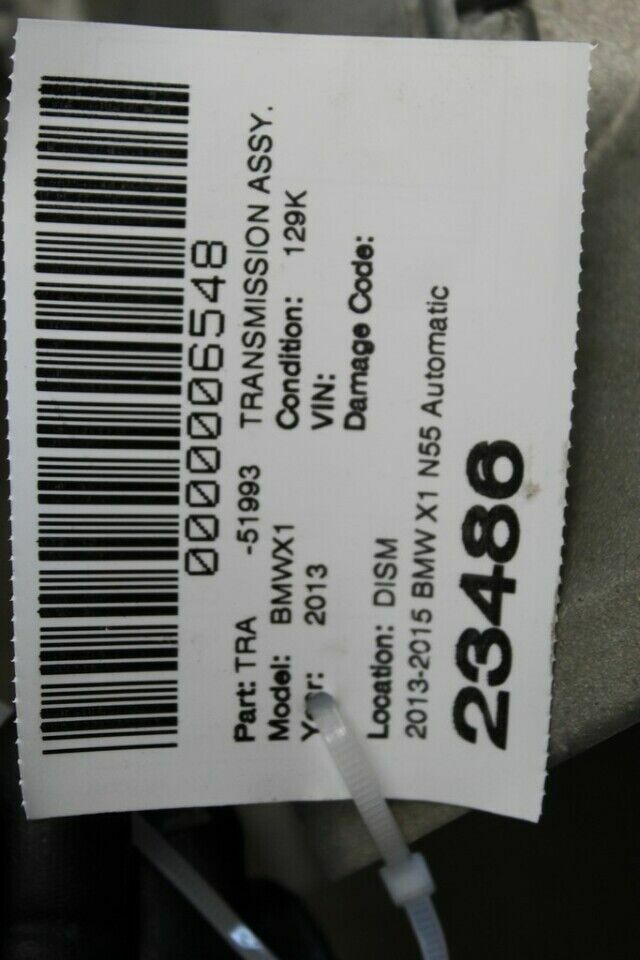 0000006548
Part: TRA -51993 TRANSMISSION ASSY.
Model: BMWX1 Condition: 129K
Year: 2013 VIN:
Damage Code:
Location: DISM
2013-2015 BMW X1 N55 Automatic
23486